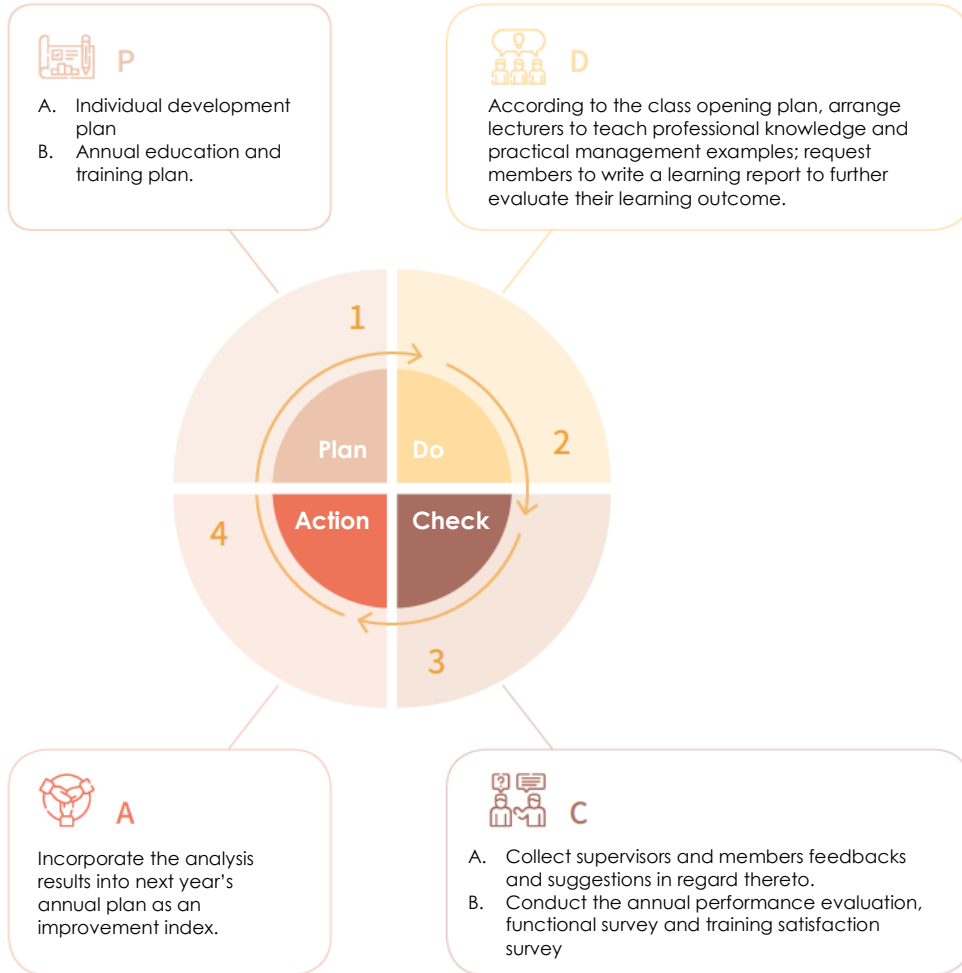 P
A. Individual development
plan
B. Annual education and
training plan.
D
According to the class opening plan, arrange
lecturers to teach professional knowledge and
practical management examples; request
members to write a learning report to further
evaluate their learning outcome.
1
2
Plan
Do
Action
Check
4
3
A
Incorporate the analysis
results into next year’s
annual plan as an
improvement index.
?
C
A. Collect supervisors and members feedbacks
and suggestions in regard thereto.
B. Conduct the annual performance evaluation,
functional survey and training satisfaction
survey